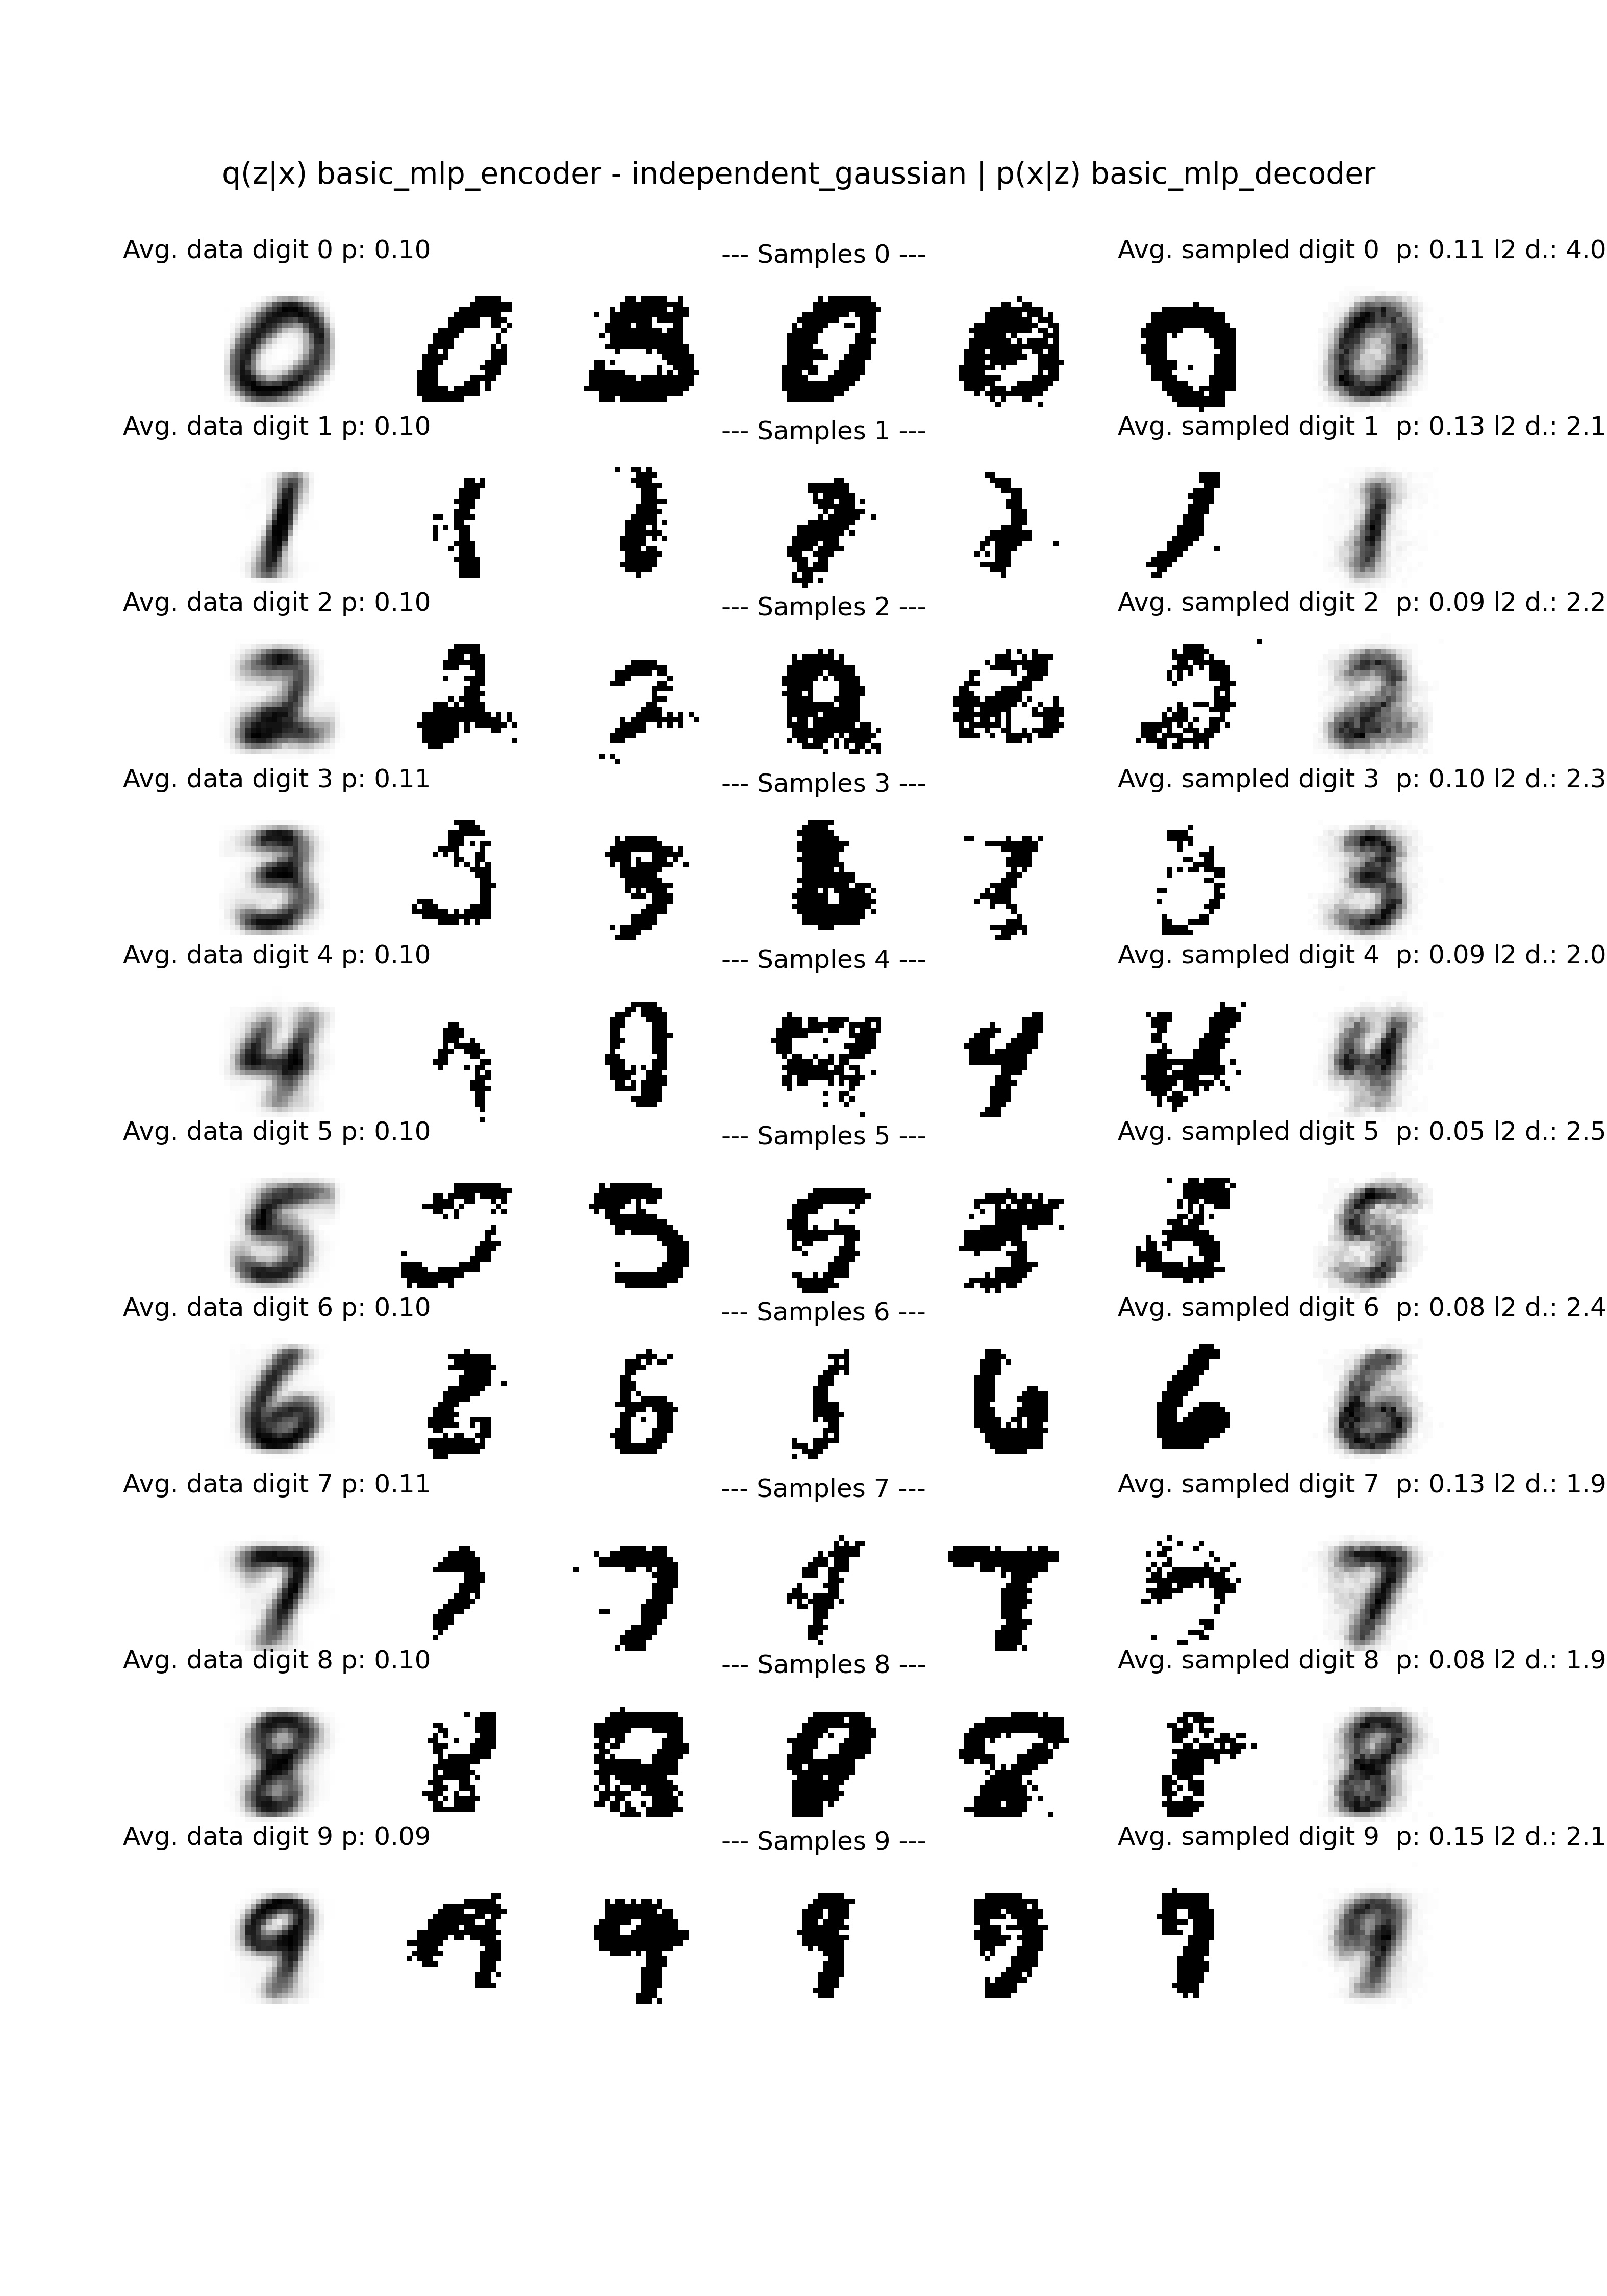 q(z|x) basic_mlp_encoder - independent_gaussian | p(x|z) basic_mlp_decoder
Avg. data digit 0 p: 0.10 --- Samples 0 --- Avg. sampled digit 0  p: 0.11 l2 d.: 4.0
Avg. data digit 1 p: 0.10 --- Samples 1 --- Avg. sampled digit 1  p: 0.13 l2 d.: 2.1
Avg. data digit 2 p: 0.10 --- Samples 2 --- Avg. sampled digit 2  p: 0.09 l2 d.: 2.2
Avg. data digit 3 p: 0.11 --- Samples 3 --- Avg. sampled digit 3  p: 0.10 l2 d.: 2.3
Avg. data digit 4 p: 0.10 --- Samples 4 --- Avg. sampled digit 4  p: 0.09 l2 d.: 2.0
Avg. data digit 5 p: 0.10 --- Samples 5 --- Avg. sampled digit 5  p: 0.05 l2 d.: 2.5
Avg. data digit 6 p: 0.10 --- Samples 6 --- Avg. sampled digit 6  p: 0.08 l2 d.: 2.4
Avg. data digit 7 p: 0.11 --- Samples 7 --- Avg. sampled digit 7  p: 0.13 l2 d.: 1.9
Avg. data digit 8 p: 0.10 --- Samples 8 --- Avg. sampled digit 8  p: 0.08 l2 d.: 1.9
Avg. data digit 9 p: 0.09 --- Samples 9 --- Avg. sampled digit 9  p: 0.15 l2 d.: 2.1